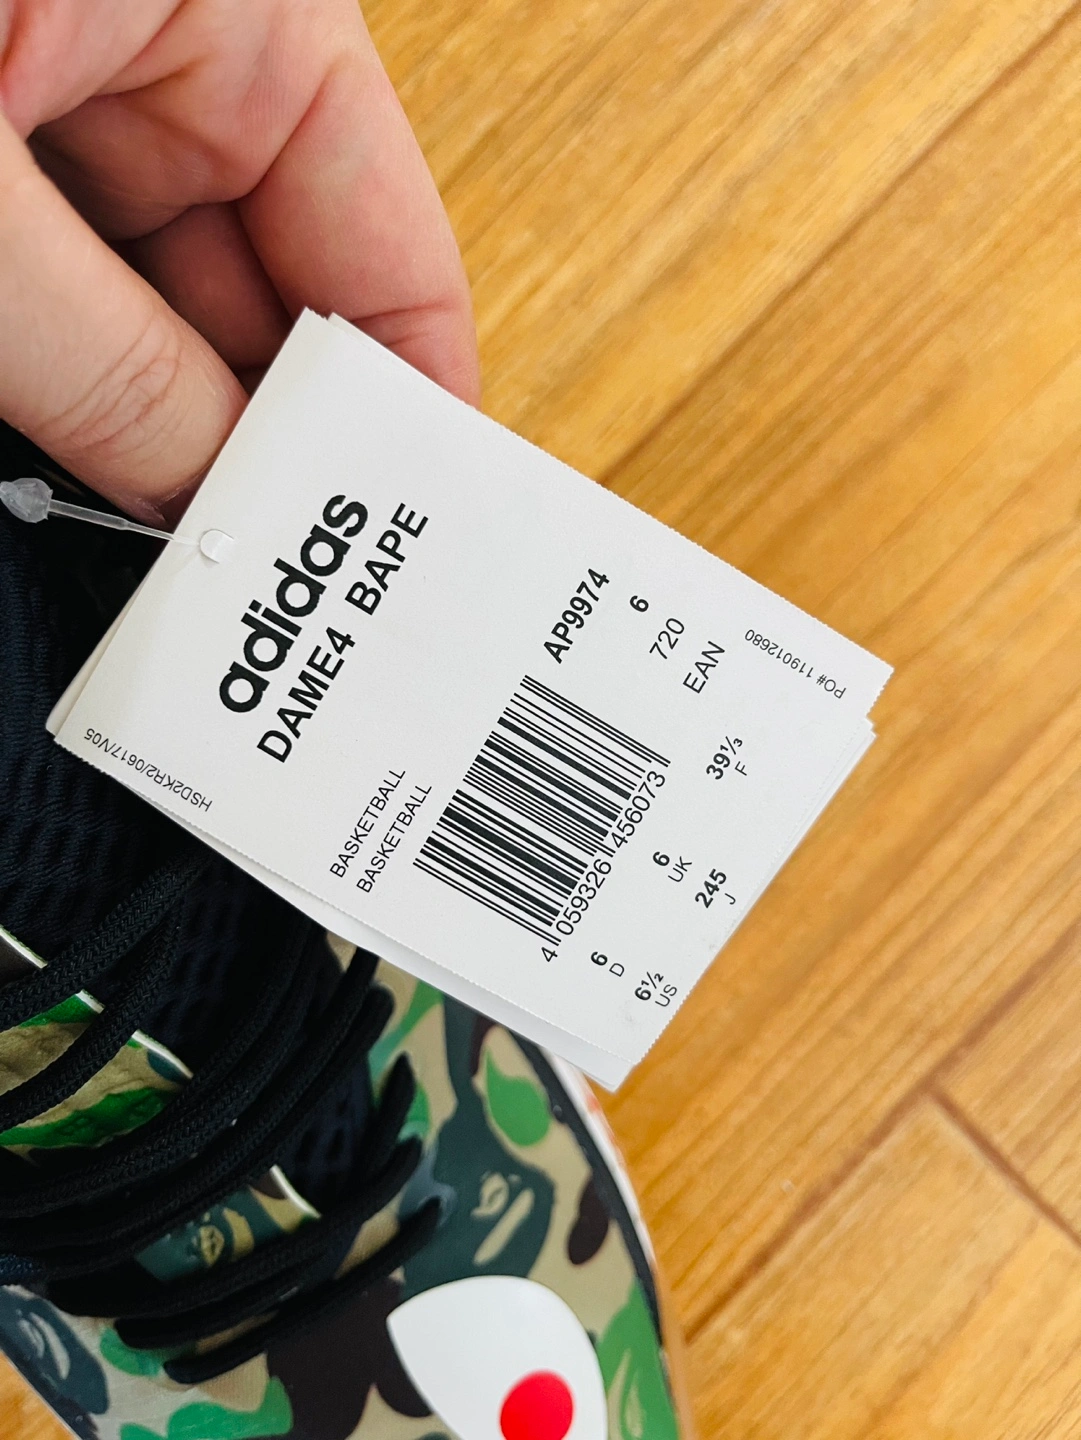 adidas
DAME4 BAPE
BASKETBALL
BASKETBALL
AP9974
6
720
EAN
4 059326 456073
6
D
6
UK
39⅓
F
6½
US
245
J
HSD2KR2/0617/V05
PO# 119012680